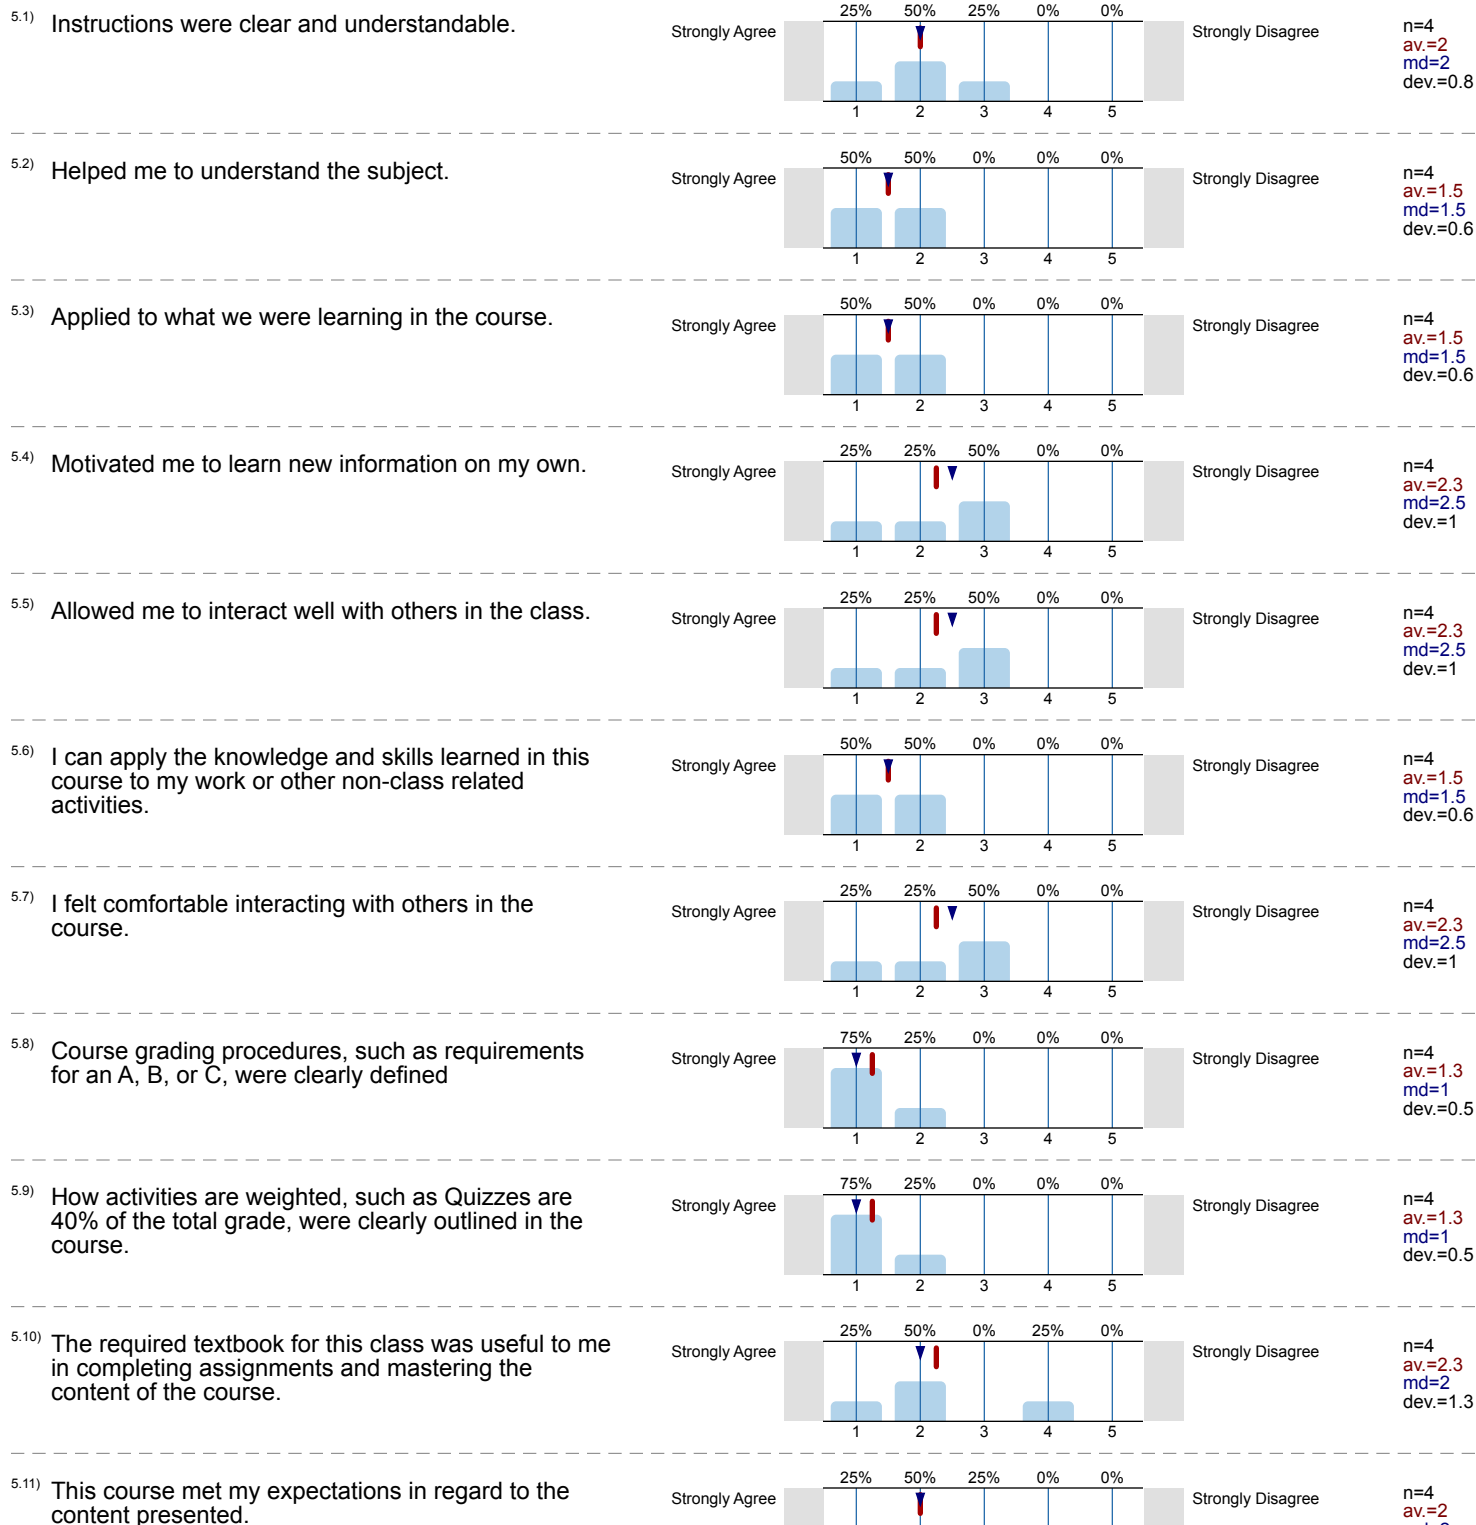 25% 50% 25% 0% 0%
5.1) Instructions were clear and understandable. Strongly Agree Strongly Disagree n=4
av.=2
md=2
dev.=0.8
1 2 3 4 5
50% 50% 0% 0% 0%
5.2) Helped me to understand the subject. Strongly Agree Strongly Disagree n=4
av.=1.5
md=1.5
dev.=0.6
1 2 3 4 5
50% 50% 0% 0% 0%
5.3) Applied to what we were learning in the course. Strongly Agree Strongly Disagree n=4
av.=1.5
md=1.5
dev.=0.6
1 2 3 4 5
25% 25% 50% 0% 0%
5.4) Motivated me to learn new information on my own. Strongly Agree Strongly Disagree n=4
av.=2.3
md=2.5
dev.=1
1 2 3 4 5
25% 25% 50% 0% 0%
5.5) Allowed me to interact well with others in the class. Strongly Agree Strongly Disagree n=4
av.=2.3
md=2.5
dev.=1
1 2 3 4 5
50% 50% 0% 0% 0%
5.6) I can apply the knowledge and skills learned in this Strongly Agree Strongly Disagree n=4
course to my work or other non-class related av.=1.5
activities. md=1.5
dev.=0.6
1 2 3 4 5
25% 25% 50% 0% 0%
5.7) I felt comfortable interacting with others in the Strongly Agree Strongly Disagree n=4
course. av.=2.3
md=2.5
dev.=1
1 2 3 4 5
75% 25% 0% 0% 0%
5.8) Course grading procedures, such as requirements Strongly Agree Strongly Disagree n=4
for an A, B, or C, were clearly defined av.=1.3
md=1
dev.=0.5
1 2 3 4 5
75% 25% 0% 0% 0%
5.9) How activities are weighted, such as Quizzes are Strongly Agree Strongly Disagree n=4
40% of the total grade, were clearly outlined in the av.=1.3
course. md=1
dev.=0.5
1 2 3 4 5
25% 50% 0% 25% 0%
5.10) The required textbook for this class was useful to me Strongly Agree Strongly Disagree n=4
in completing assignments and mastering the av.=2.3
content of the course. md=2
dev.=1.3
1 2 3 4 5
25% 50% 25% 0% 0%
5.11) This course met my expectations in regard to the Strongly Agree Strongly Disagree n=4
content presented. av.=2